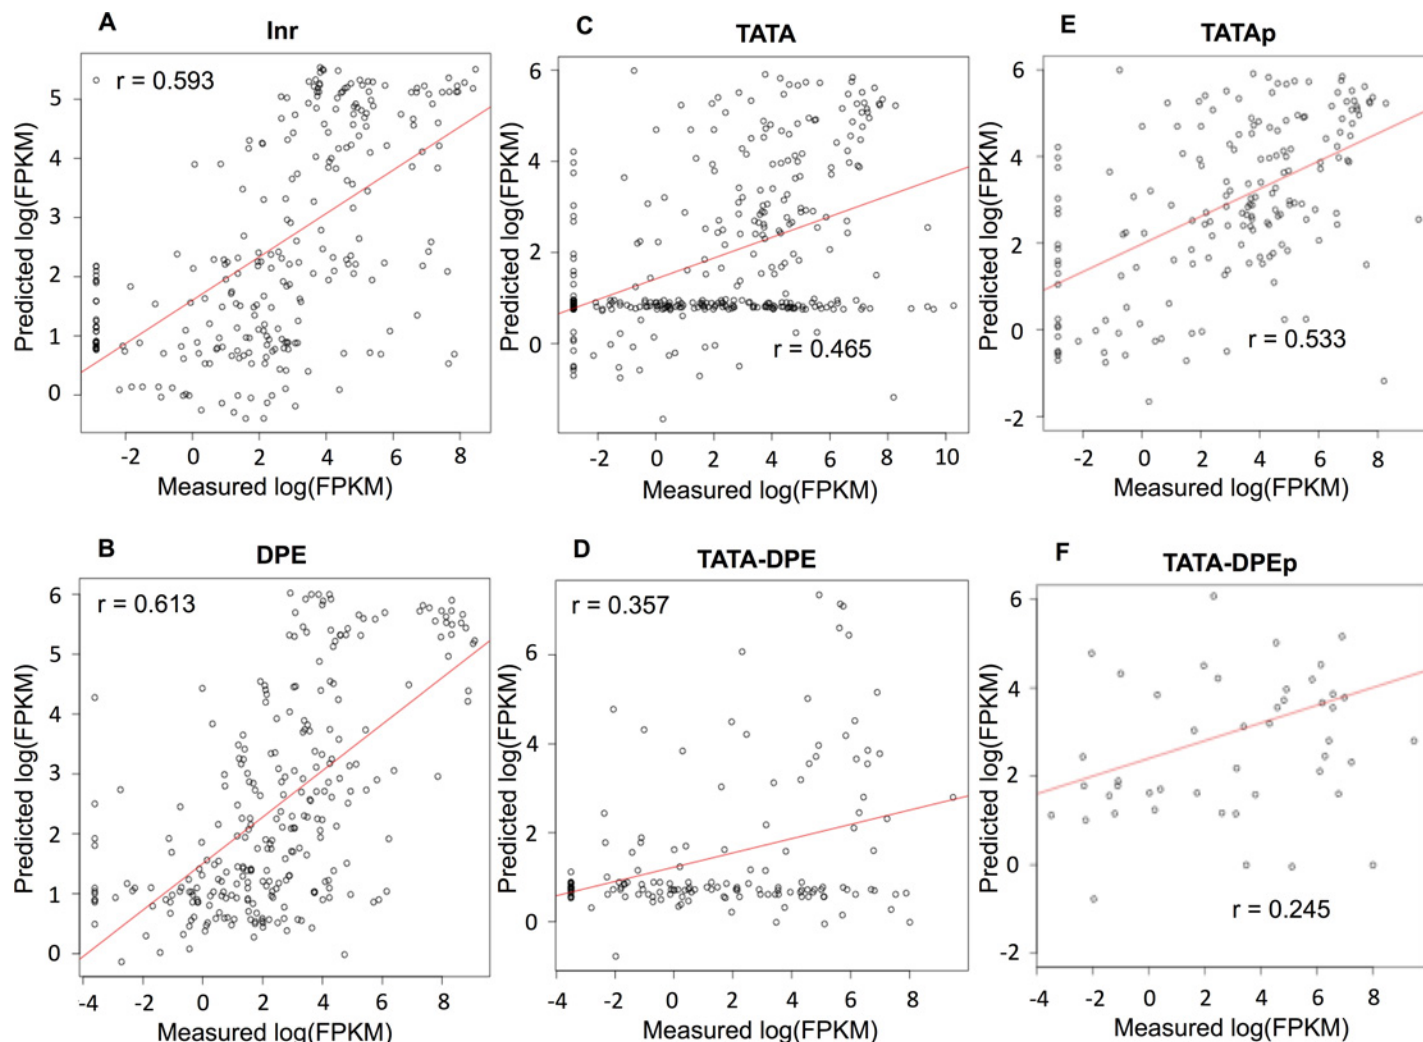 A
Inr
r = 0.593
Predicted log(FPKM)
5
4
3
2
1
0
-2 0 2 4 6 8
Measured log(FPKM)
C
TATA
r = 0.465
Predicted log(FPKM)
6
4
2
0
-2 0 2 4 6 8 10
Measured log(FPKM)
E
TATAp
r = 0.533
Predicted log(FPKM)
6
4
2
0
-2
-2 0 2 4 6 8
Measured log(FPKM)
B
DPE
r = 0.613
Predicted log(FPKM)
6
5
4
3
2
1
0
-4 -2 0 2 4 6 8
Measured log(FPKM)
D
TATA-DPE
r = 0.357
Predicted log(FPKM)
6
4
2
0
-4 -2 0 2 4 6 8
Measured log(FPKM)
F
TATA-DPEp
r = 0.245
Predicted log(FPKM)
6
4
2
0
-2
-4 -2 0 2 4 6 8
Measured log(FPKM)